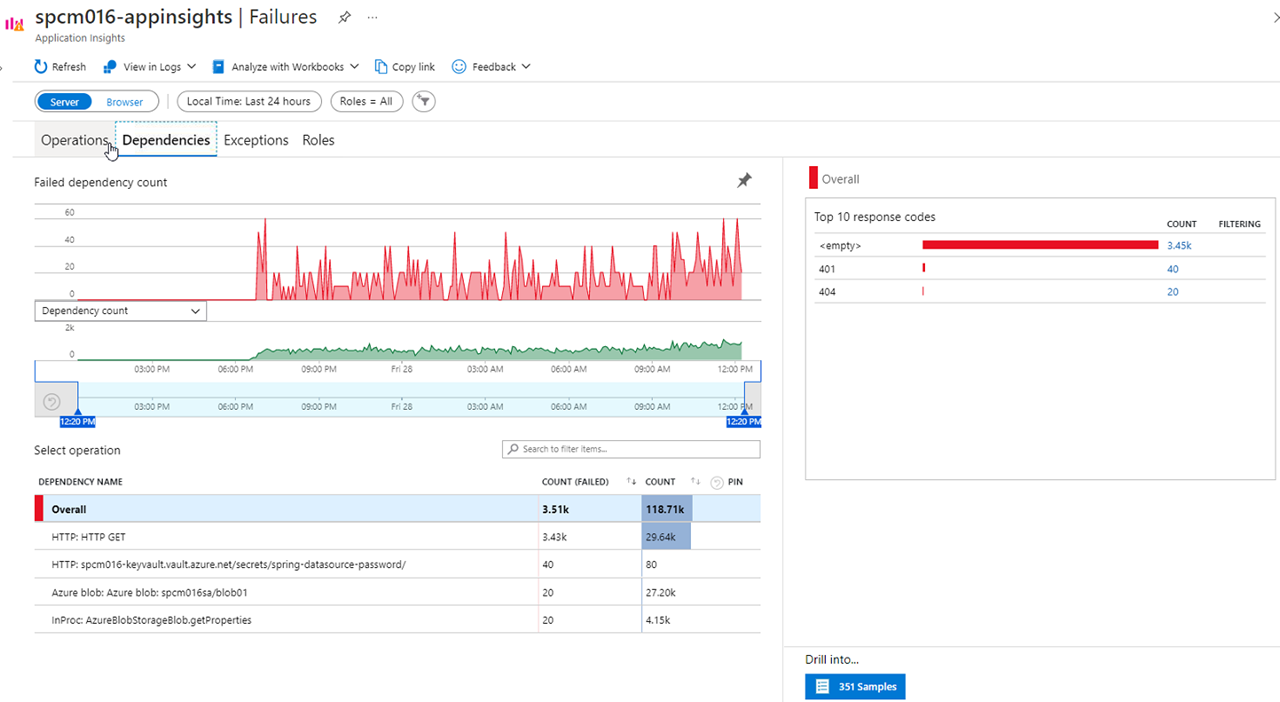 spcm016-appinsights | Failures
Application Insights
Refresh View in Logs Analyze with Workbooks Copy link Feedback
Server Browser Local Time: Last 24 hours Roles = All
Operations Dependencies Exceptions Roles
Failed dependency count
60
40
20
0
Dependency count
2k
0
03:00 PM 06:00 PM 09:00 PM Fri 28 03:00 AM 06:00 AM 09:00 AM 12:00 PM
03:00 PM 06:00 PM 09:00 PM Fri 28 03:00 AM 06:00 AM 09:00 AM 12:00 PM
12:20 PM 12:20 PM
Select operation Search to filter items...
DEPENDENCY NAME COUNT (FAILED) COUNT PIN
Overall 3.51k 118.71k
HTTP: HTTP GET 3.43k 29.64k
HTTP: spcm016-keyvault.vault.azure.net/secrets/spring-datasource-password/ 40 80
Azure blob: Azure blob: spcm016sa/blob01 20 27.20k
InProc: AzureBlobStorageBlob.getProperties 20 4.15k
Overall
Top 10 response codes COUNT FILTERING
<empty> 3.45k
401 40
404 20
Drill into...
351 Samples